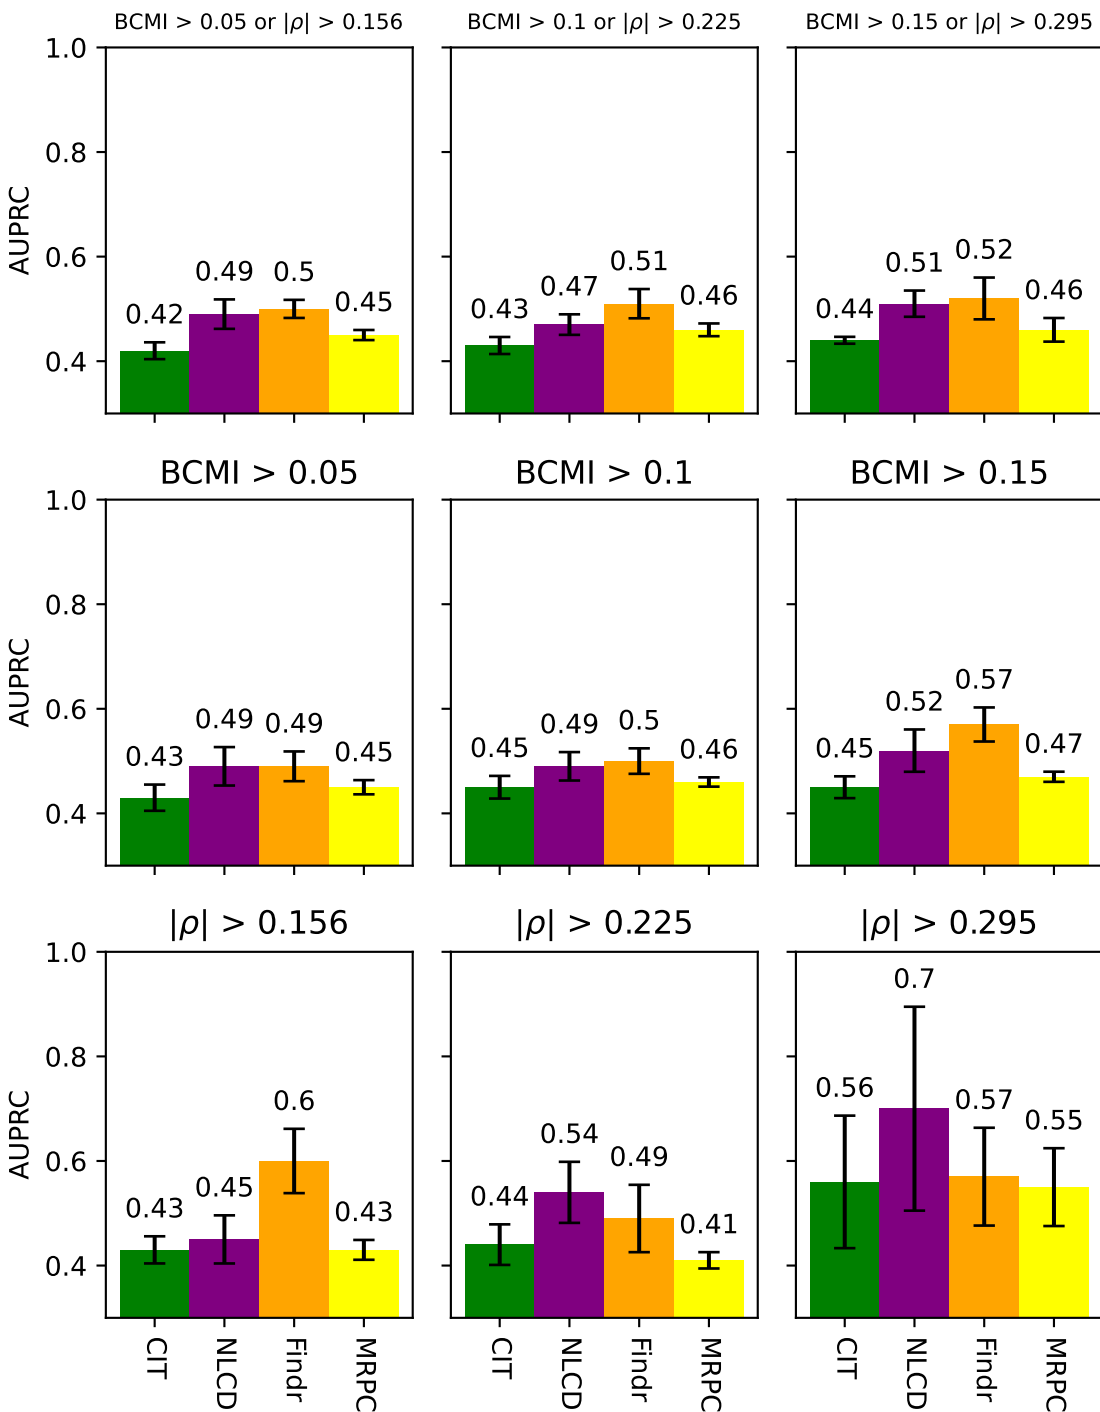 BCMI > 0.05 or |ρ| > 0.156
BCMI > 0.1 or |ρ| > 0.225
BCMI > 0.15 or |ρ| > 0.295
AUPRC
1.0
0.8
0.6
0.4
0.42
0.49
0.5
0.45
0.43
0.47
0.51
0.46
0.44
0.51
0.52
0.46
BCMI > 0.05
BCMI > 0.1
BCMI > 0.15
AUPRC
1.0
0.8
0.6
0.4
0.43
0.49
0.49
0.45
0.45
0.49
0.5
0.46
0.45
0.52
0.57
0.47
|ρ| > 0.156
|ρ| > 0.225
|ρ| > 0.295
AUPRC
1.0
0.8
0.6
0.4
0.43
0.45
0.6
0.43
0.44
0.54
0.49
0.41
0.56
0.7
0.57
0.55
CIT
NLCD
Findr
MRPC
CIT
NLCD
Findr
MRPC
CIT
NLCD
Findr
MRPC